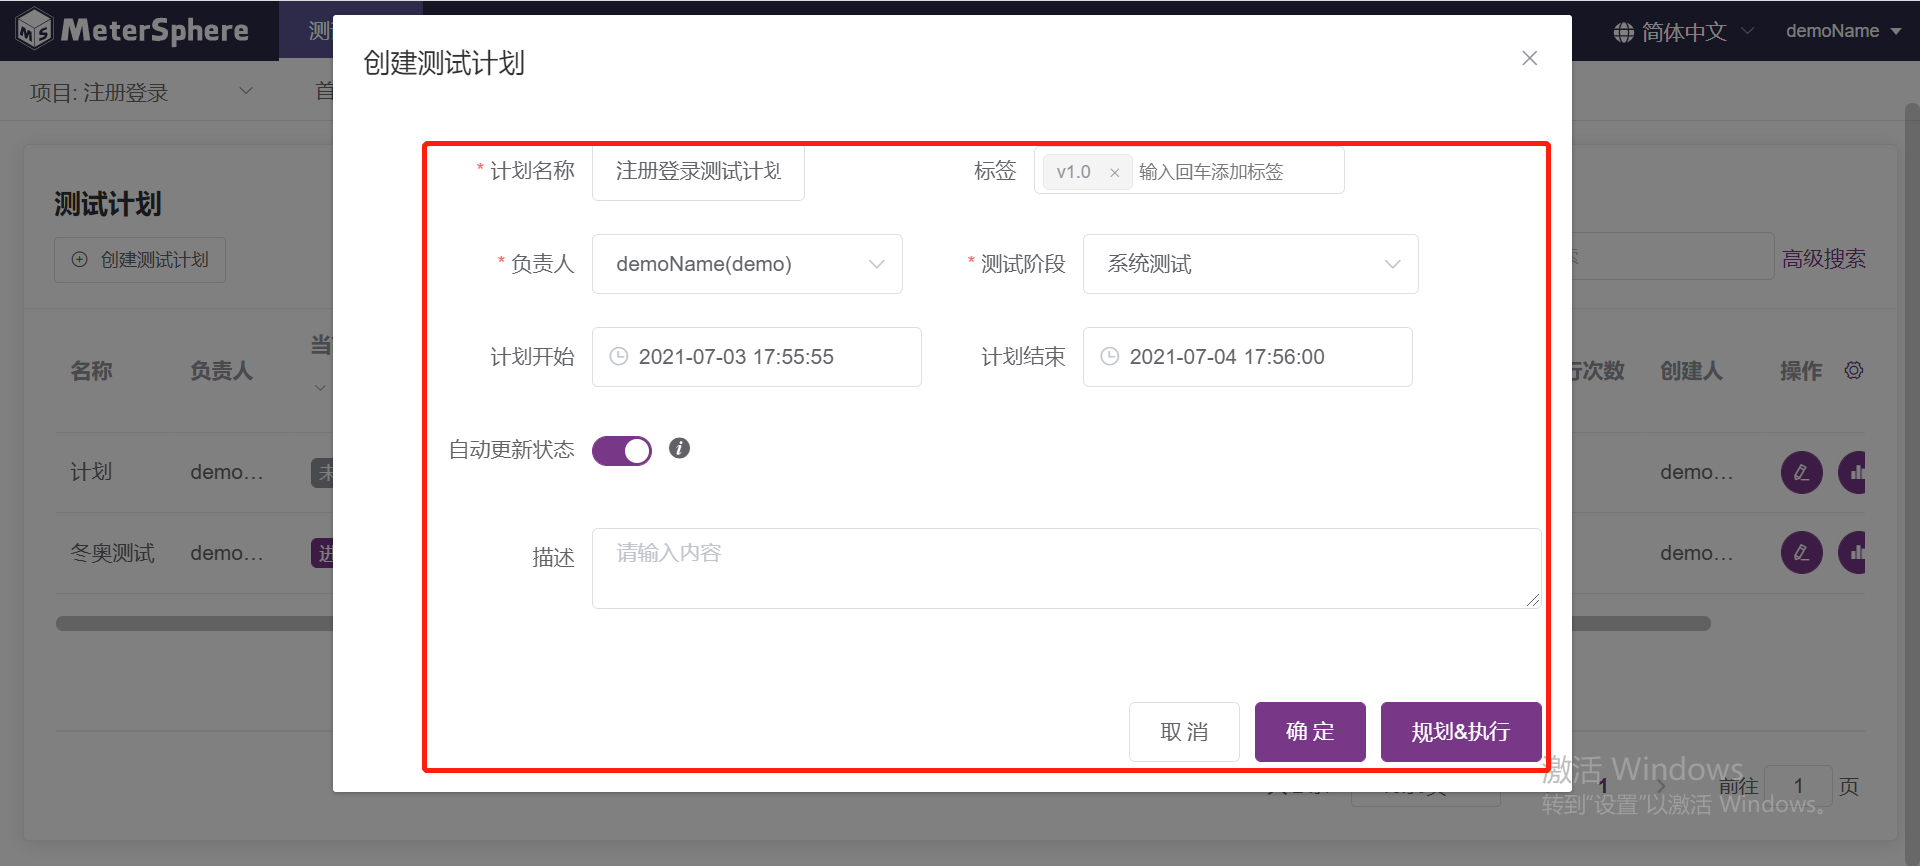 MeterSphere
简体中文
demoName
项目: 注册登录
创建测试计划
* 计划名称 注册登录测试计划
标签 v1.0 × 输入回车添加标签
测试计划
创建测试计划
高级搜索
* 负责人 demoName(demo)
* 测试阶段 系统测试
计划开始 2021-07-03 17:55:55
计划结束 2021-07-04 17:56:00
名称 负责人
行次数 创建人 操作
自动更新状态
计划 demo...
demo...
冬奥测试 demo...
demo...
描述 请输入内容
取消 确定 规划&执行
1
前往 1 页
激活 Windows
转到“设置”以激活 Windows。